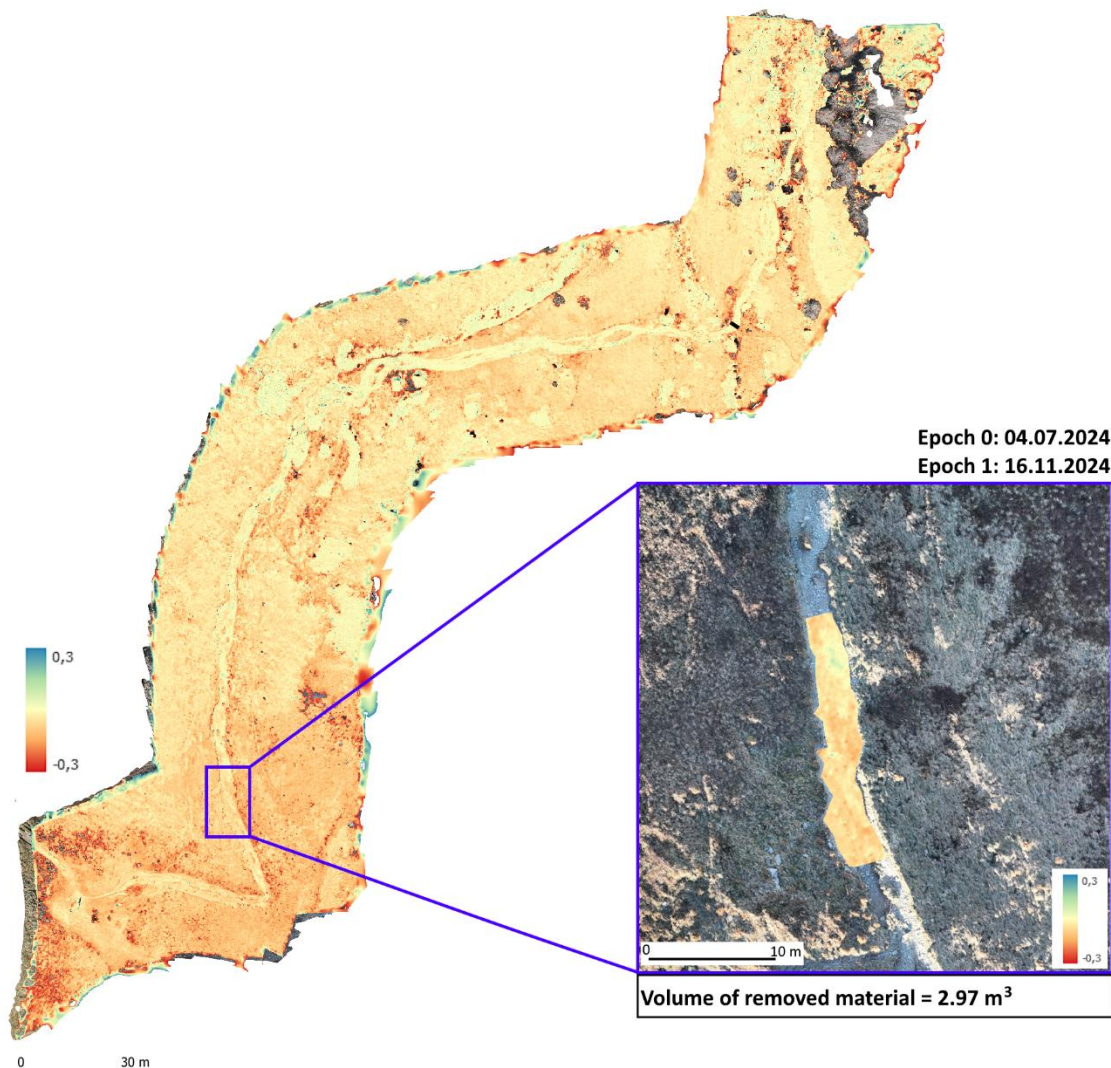 Epoch 0: 04.07.2024
Epoch 1: 16.11.2024
0,3
-0,3
0,3
-0,3
0 10 m
Volume of removed material = 2.97 m³
0 30 m